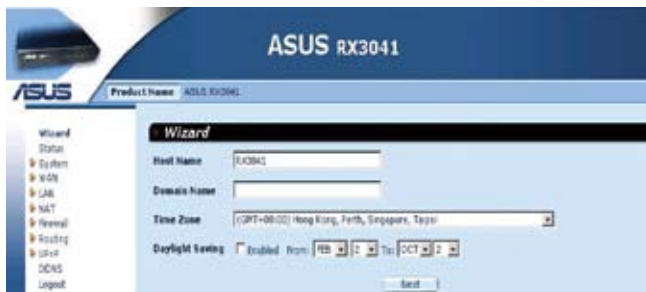 ASUS RX3041
ASUS
Product Name ASUS RX3041
Wizard
Status
System
WAN
LAN
NAT
Firewall
Routing
UPnP
DDNS
Logout
Wizard
Host Name RX3041
Domain Name
Time Zone (GMT+08:00) Hong Kong, Perth, Singapore, Taipei
Daylight Saving Enabled From: FEB 2 To: OCT 2
Next